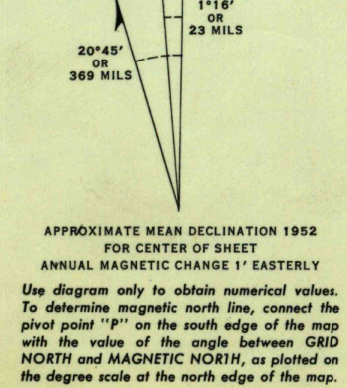 1°16'
OR
23 MILS
20°45'
OR
369 MILS
APPROXIMATE MEAN DECLINATION 1952
FOR CENTER OF SHEET
ANNUAL MAGNETIC CHANGE 1' EASTERLY
Use diagram only to obtain numerical values.
To determine magnetic north line, connect the
pivot point "P" on the south edge of the map
with the value of the angle between GRID
NORTH and MAGNETIC NORTH, as plotted on
the degree scale at the north edge of the map.